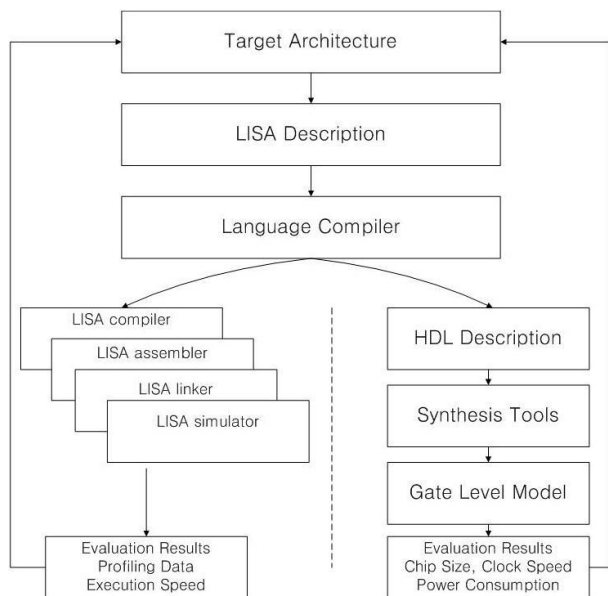 Target Architecture
LISA Description
Language Compiler
LISA compiler
LISA assembler
LISA linker
LISA simulator
Evaluation Results
Profiling Data
Execution Speed
HDL Description
Synthesis Tools
Gate Level Model
Evaluation Results
Chip Size, Clock Speed
Power Consumption